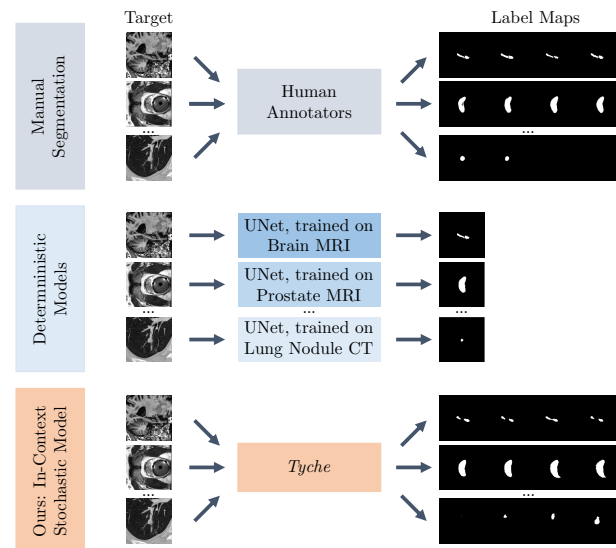 Target
Label Maps
Manual
Segmentation
Human
Annotators
...
...
Determninistic
Models
UNet, trained on
Brain MRI
UNet, trained on
Prostate MRI
...
...
...
UNet, trained on
Lung Nodule CT
Ours: In-Context
Stochastic Model
Tyche
...
...